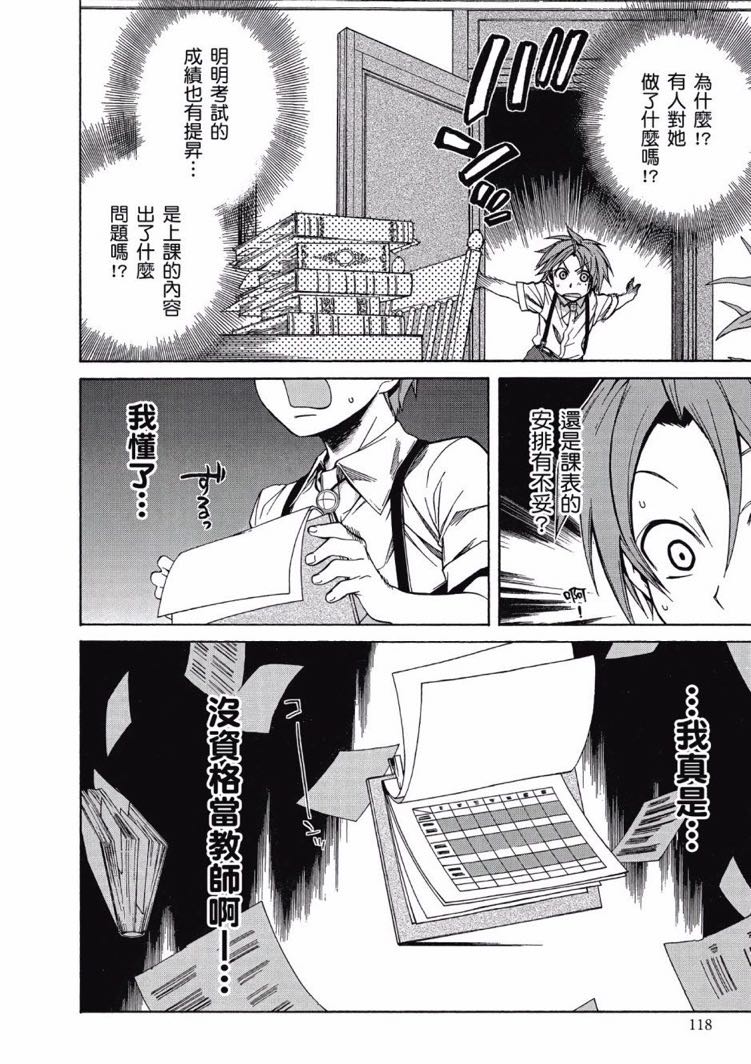 為什麼!?
有人對她
做了什麼嗎!?
明明考試的
成績也有提昇…
是上課的內容
出了什麼
問題嗎!?
還是課表的
安排有不妥？
啊！
我懂了…
…我真是…
沒資格當教師啊ー…
118